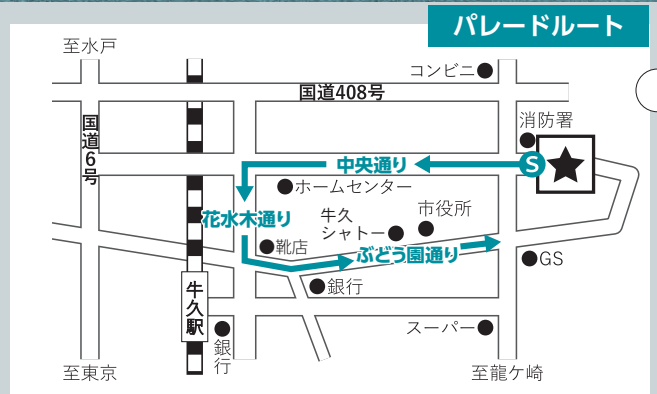 パレードルート
至水戸
コンビニ
国道408号
国道6号
消防署
S
中央通り
ホームセンター
花水木通り
牛久
シャトー
市役所
靴店
ぶどう園通り
GS
銀行
牛久駅
スーパー
銀行
至東京
至龍ケ崎